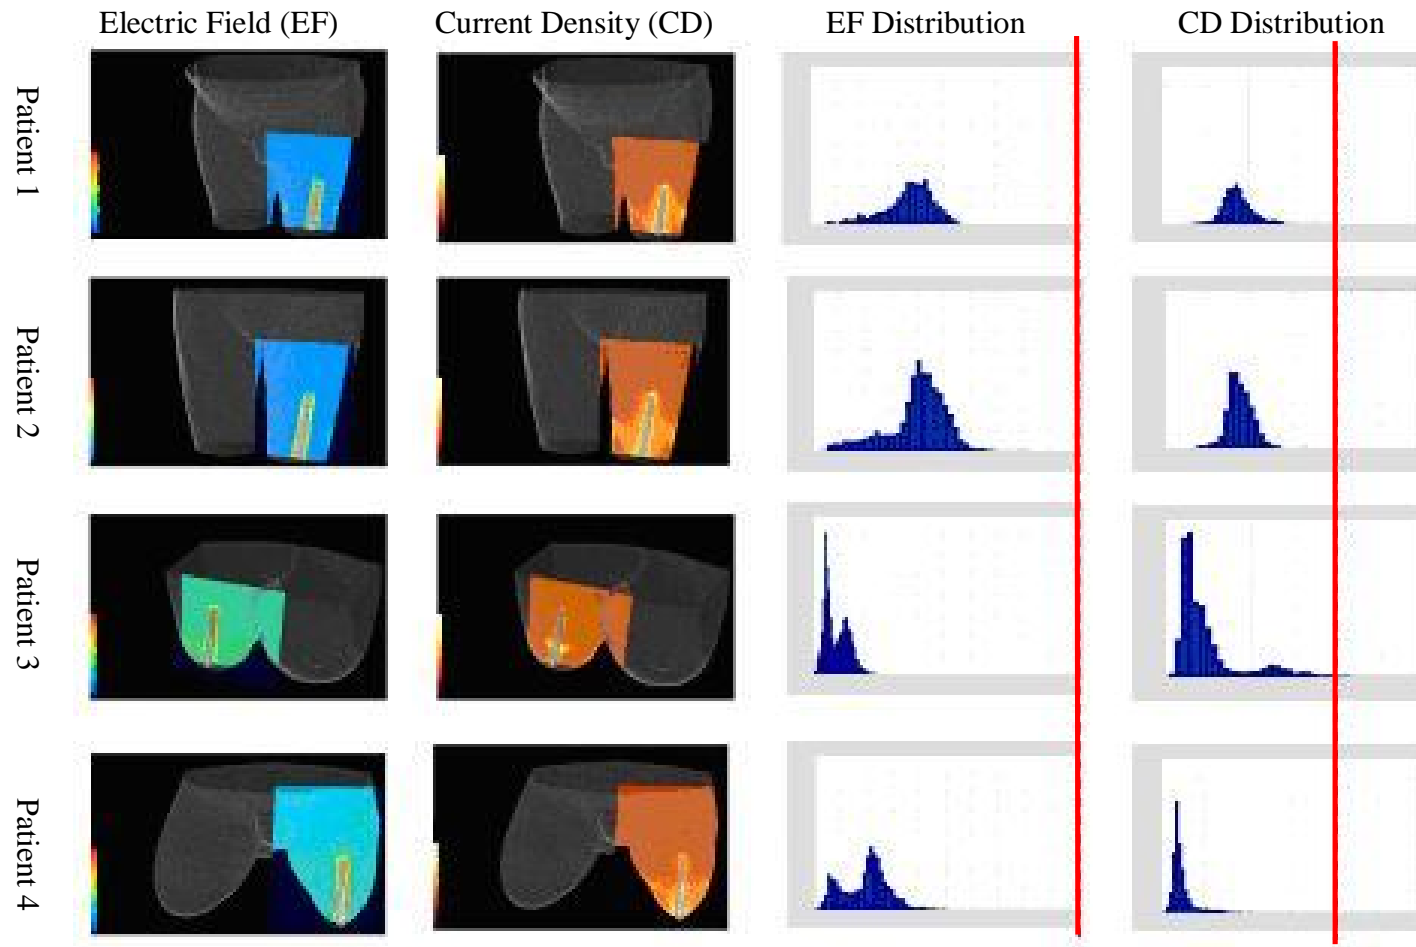 Electric Field (EF) Current Density (CD) EF Distribution CD Distribution
Patient 1
Patient 2
Patient 3
Patient 4